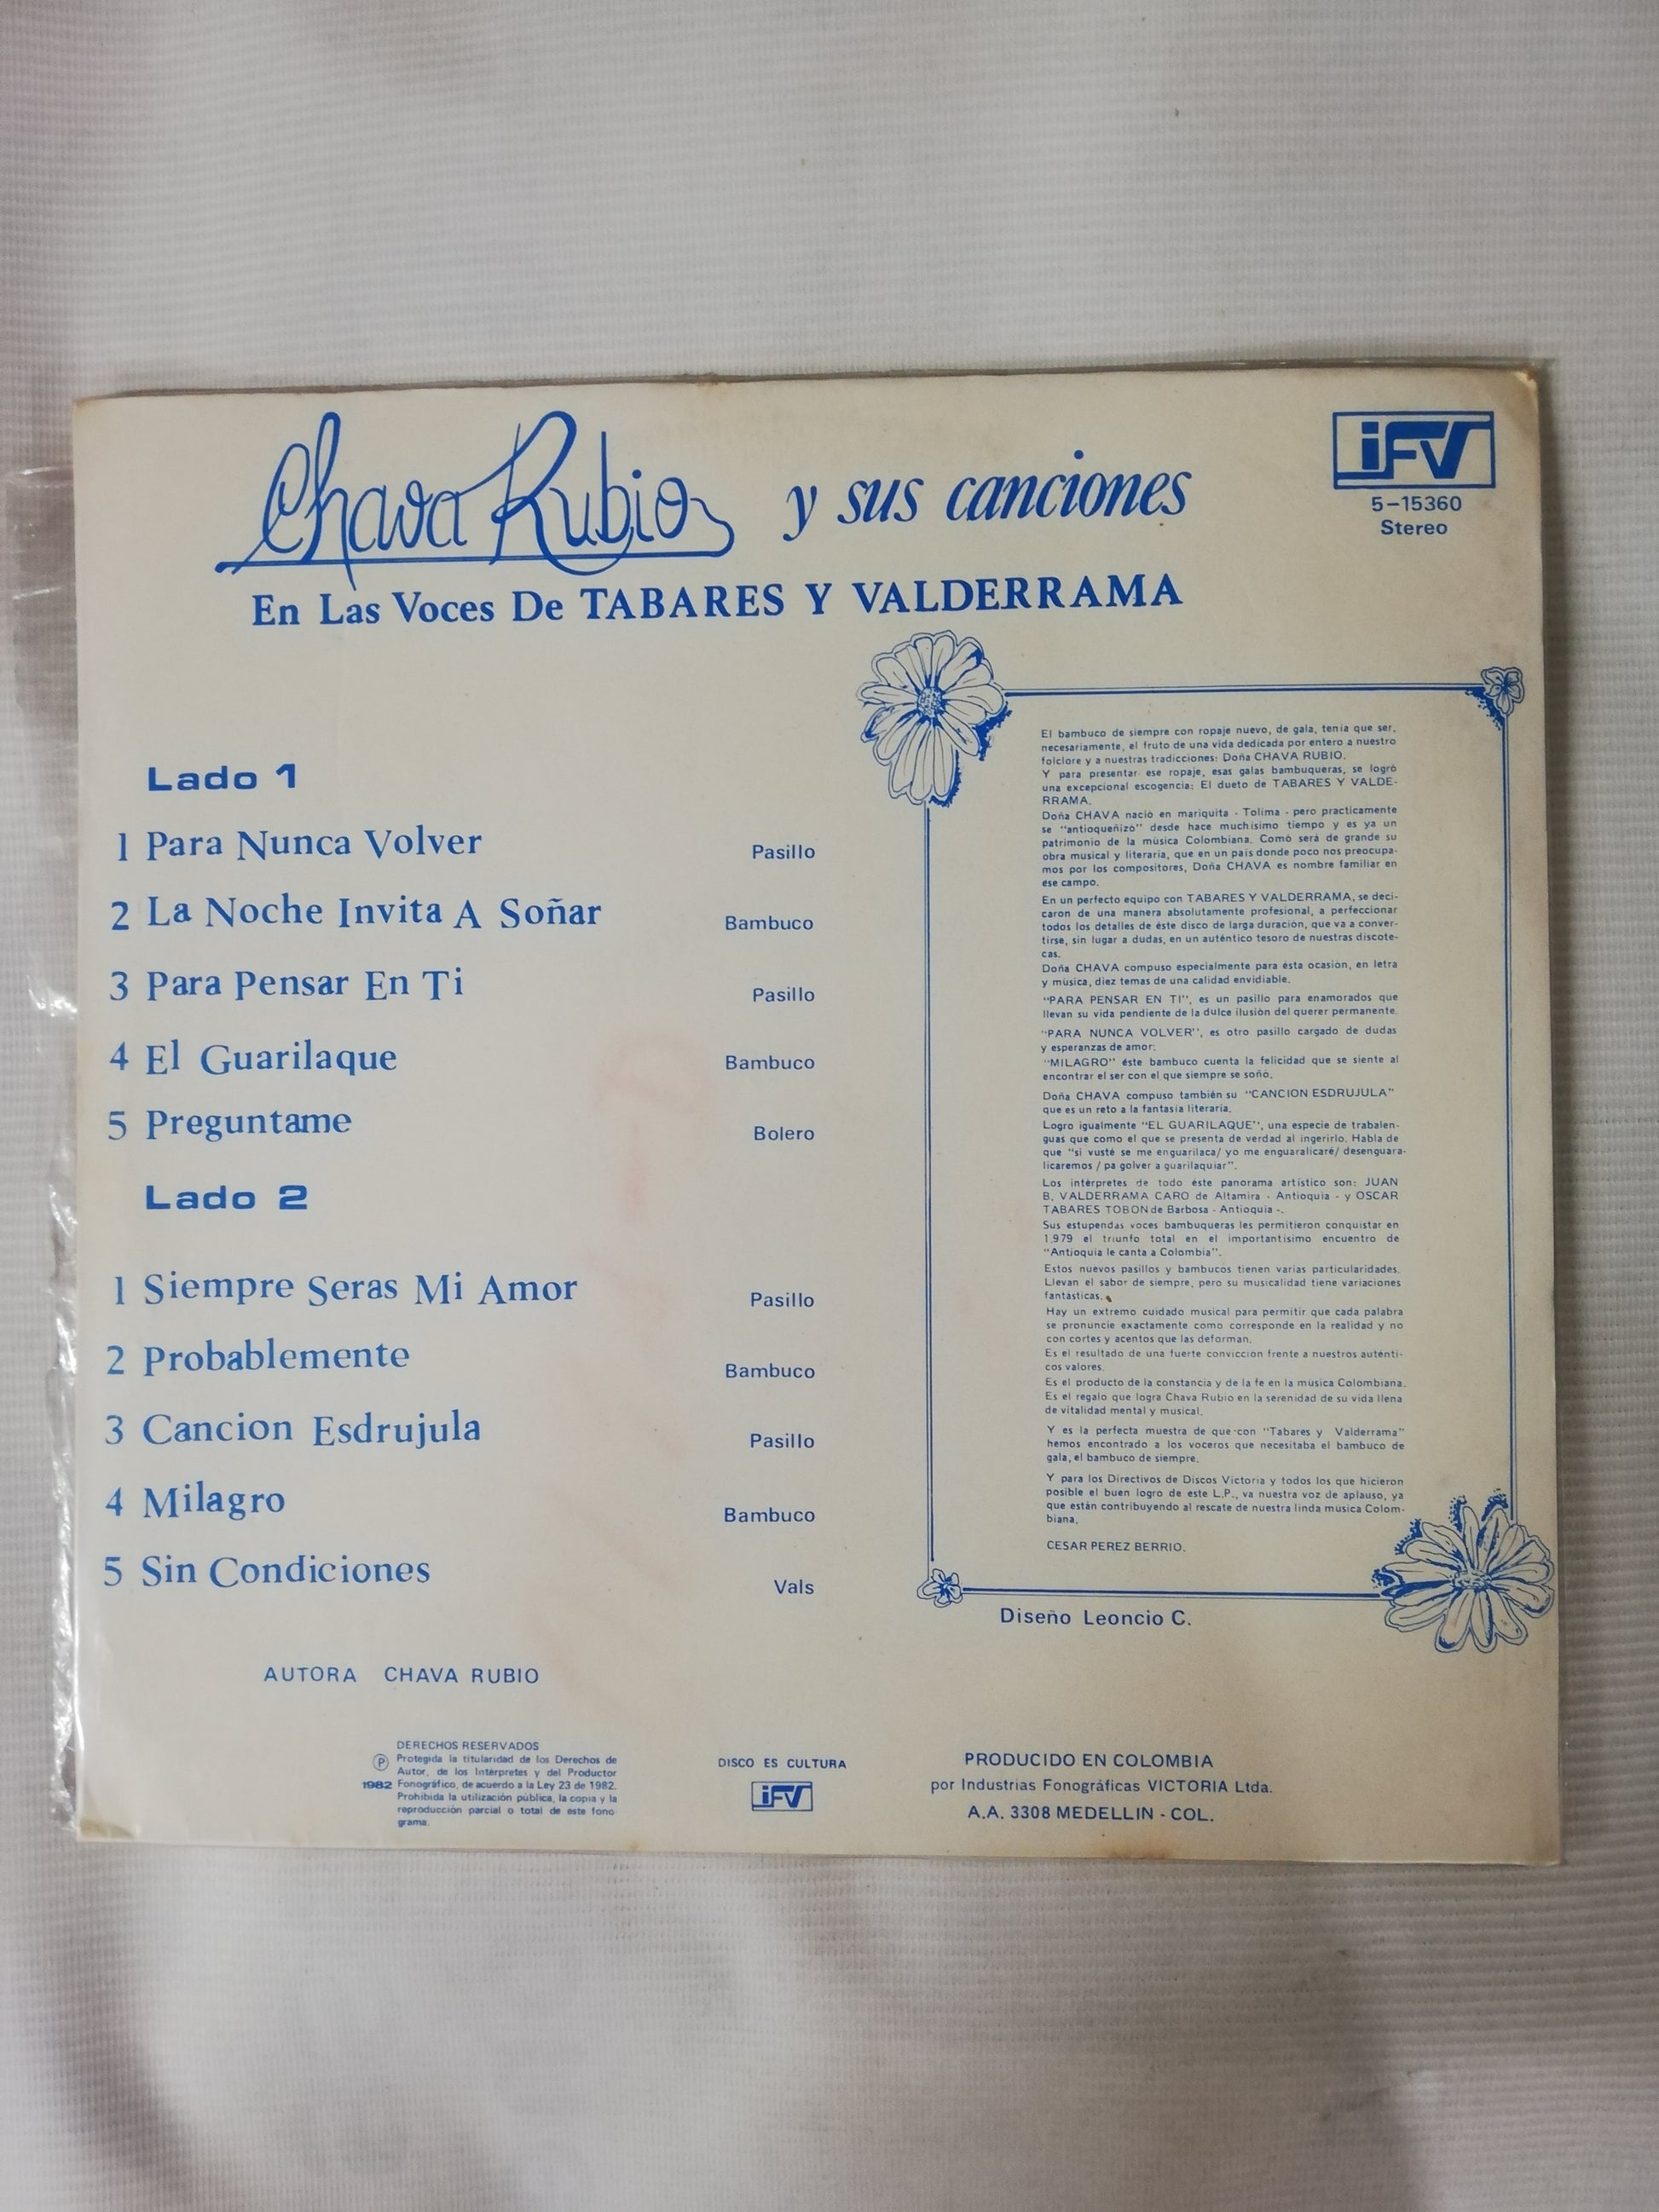 Chava Rubio y sus canciones
iFV
5-15360
Stereo
En Las Voces De TABARES Y VALDERRAMA
Lado 1
1 Para Nunca Volver Pasillo
2 La Noche Invita A Soñar Bambuco
3 Para Pensar En Ti Pasillo
4 El Guarilaque Bambuco
5 Preguntame Bolero
Lado 2
1 Siempre Seras Mi Amor Pasillo
2 Probablemente Bambuco
3 Cancion Esdrujula Pasillo
4 Milagro Bambuco
5 Sin Condiciones Vals
AUTORA CHAVA RUBIO
El bambuco de siempre con ropaje nuevo, de gala, tenía que ser,
necesariamente, el fruto de una vida dedicada por entero a nuestro
folclore y a nuestras tradicciones: Doña CHAVA RUBIO.
Y para presentar ese ropaje, esas galas bambuqueras, se logró
una excepcional escogencia: El dueto de TABARES Y VALDE-
RRAMA.
Doña CHAVA nació en mariquita - Tolima - pero practicamente
se "antioqueñizó" desde hace muchísimo tiempo y es ya un
patrimonio de la música Colombiana. Comó será de grande su
obra musical y literaria, que en un país donde poco nos preocupa-
mos por los compositores, Doña CHAVA es nombre familiar en
ése campo.
En un perfecto equipo con TABARES Y VALDERRAMA, se deci-
caron de una manera absolutamente profesional, a perfeccionar
todos los detalles de éste disco de larga duración, que va a conver-
tirse, sin lugar a dudas, en un auténtico tesoro de nuestras discote-
cas.
Doña CHAVA compuso especialmente para ésta ocasión, en letra
y música, diez temas de una calidad envidiable.
"PARA PENSAR EN TI", es un pasillo para enamorados que
llevan su vida pendiente de la dulce ilusión del querer permanente.
"PARA NUNCA VOLVER", es otro pasillo cargado de dudas
y esperanzas de amor.
"MILAGRO" éste bambuco cuenta la felicidad que se siente al
encontrar el ser con el que siempre se soñó.
Doña CHAVA compuso también su "CANCION ESDRUJULA"
que es un reto a la fantasía literaria.
Logro igualmente "EL GUARILAQUE", una especie de trabalen-
guas que como el que se presenta de verdad al ingerirlo. Habla de
que "si vusté se me enguarilaca/ yo me enguaralicaré/ desenguara-
licaremos / pa golver a guarilaquiar".
Los intérpretes de todo éste panorama artístico son: JUAN
B. VALDERRAMA CARO de Altamira - Antioquia - y OSCAR
TABARES TOBON de Barbosa - Antioquia -.
Sus estupendas voces bambuqueras les permitieron conquistar en
1.979 el triunfo total en el importantísimo encuentro de
"Antioquia le canta a Colombia".
Estos nuevos pasillos y bambucos tienen varias particularidades.
Llevan el sabor de siempre, pero su musicalidad tiene variaciones
fantásticas.
Hay un extremo cuidado musical para permitir que cada palabra
se pronuncie exactamente como corresponde en la realidad y no
con cortes y acentos que las deforman.
Es el resultado de una fuerte convicción frente a nuestros auténti-
cos valores.
Es el producto de la constancia y de la fe en la música Colombiana.
Es el regalo que logra Chava Rubio en la serenidad de su vida llena
de vitalidad mental y musical.
Y es la perfecta muestra de que con "Tabares y Valderrama"
hemos encontrado a los voceros que necesitaba el bambuco de
gala, el bambuco de siempre.
Y para los Directivos de Discos Victoria y todos los que hicieron
posible el buen logro de este L.P., va nuestra voz de aplauso, ya
que están contribuyendo al rescate de nuestra linda música Colom-
biana.
CESAR PEREZ BERRIO.
Diseño Leoncio C.
DERECHOS RESERVADOS
Ⓟ Protegida la titularidad de los Derechos de
Autor, de los Intérpretes y del Productor
1982 Fonográfico, de acuerdo a la Ley 23 de 1982.
Prohibida la utilización pública, la copia y la
reproducción parcial o total de este fono
grama.
DISCO ES CULTURA
iFV
PRODUCIDO EN COLOMBIA
por Industrias Fonográficas VICTORIA Ltda.
A.A. 3308 MEDELLIN - COL.